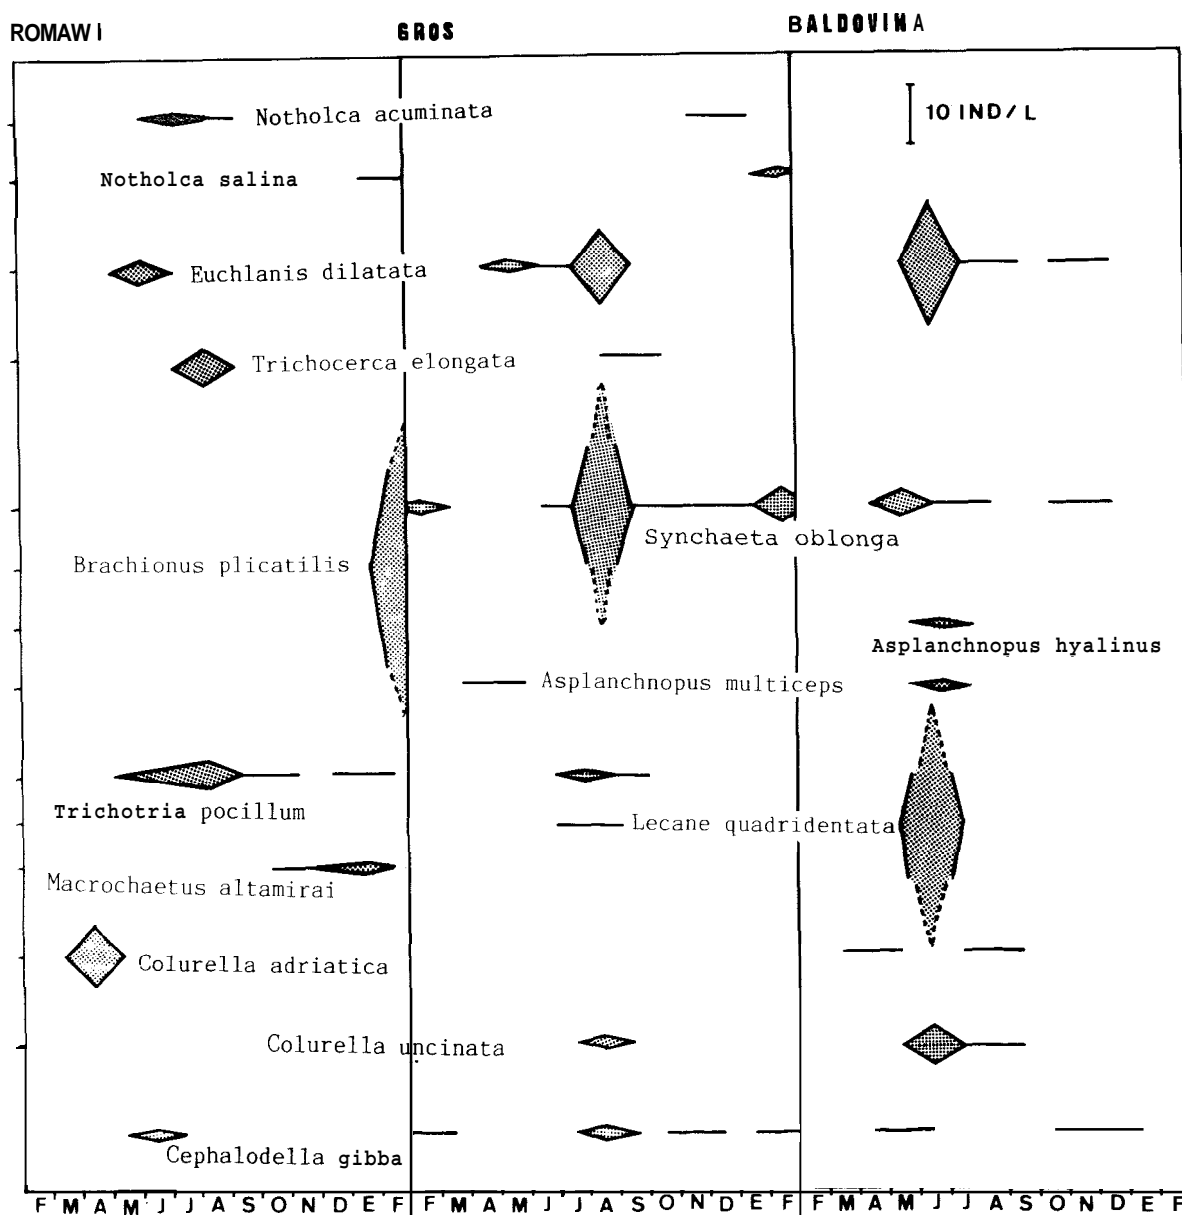 ROMAW I GROS BALDOVINA
10 IND/L
Notholca acuminata
Notholca salina
Euchlanis dilatata
Trichocerca elongata
Synchaeta oblonga
Brachionus plicatilis
Asplanchnopus hyalinus
Asplanchnopus multiceps
Trichotria pocillum
Lecane quadridentata
Macrochaetus altamirai
Colurella adriatica
Colurella uncinata
Cephalodella gibba
F M A M J J A S O N D E F F M A M J J A S O N D E F F M A M J J A S O N D E F